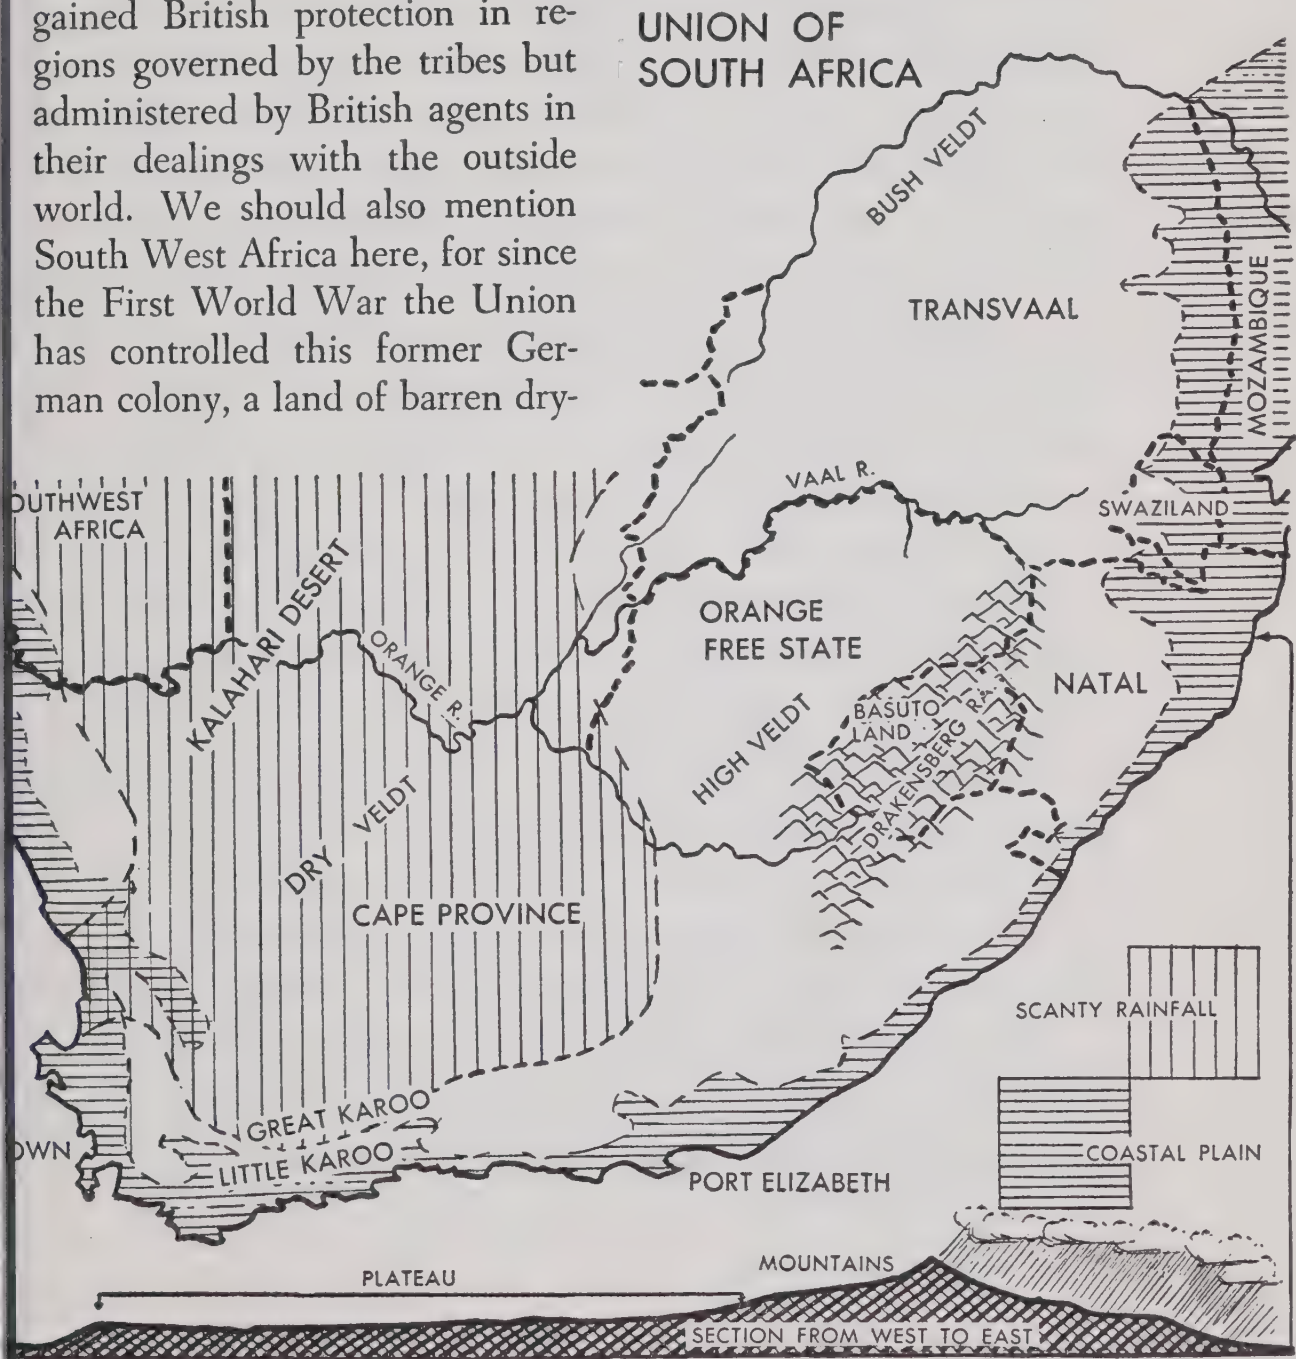 gained British protection in re-
gions governed by the tribes but
administered by British agents in
their dealings with the outside
world. We should also mention
South West Africa here, for since
the First World War the Union
has controlled this former Ger-
man colony, a land of barren dry-
UNION OF
SOUTH AFRICA
BUSH VELDT
TRANSVAAL
MOZAMBIQUE
VAAL R.
SWAZILAND
OUTHWEST
AFRICA
KALAHARI DESERT
ORANGE R.
ORANGE
FREE STATE
NATAL
BASUTO
LAND
DRAKENSBERG RA.
HIGH VELDT
DRY VELDT
CAPE PROVINCE
GREAT KAROO
LITTLE KAROO
OWN
PORT ELIZABETH
SCANTY RAINFALL
COASTAL PLAIN
PLATEAU
MOUNTAINS
SECTION FROM WEST TO EAST